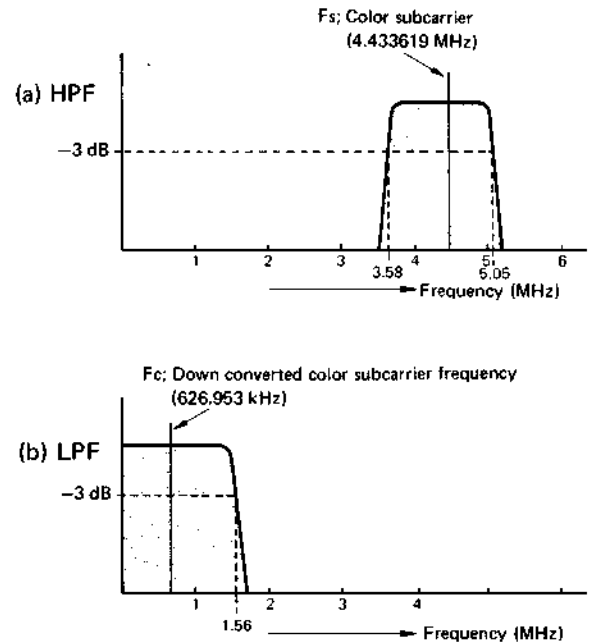 Fs; Color subcarrier
(4.433619 MHz)
(a) HPF
−3 dB
1 2 3 4 5 6
3.58 5.05
Frequency (MHz)
Fc; Down converted color subcarrier frequency
(626.953 kHz)
(b) LPF
−3 dB
1 2 3 4
1.56
Frequency (MHz)